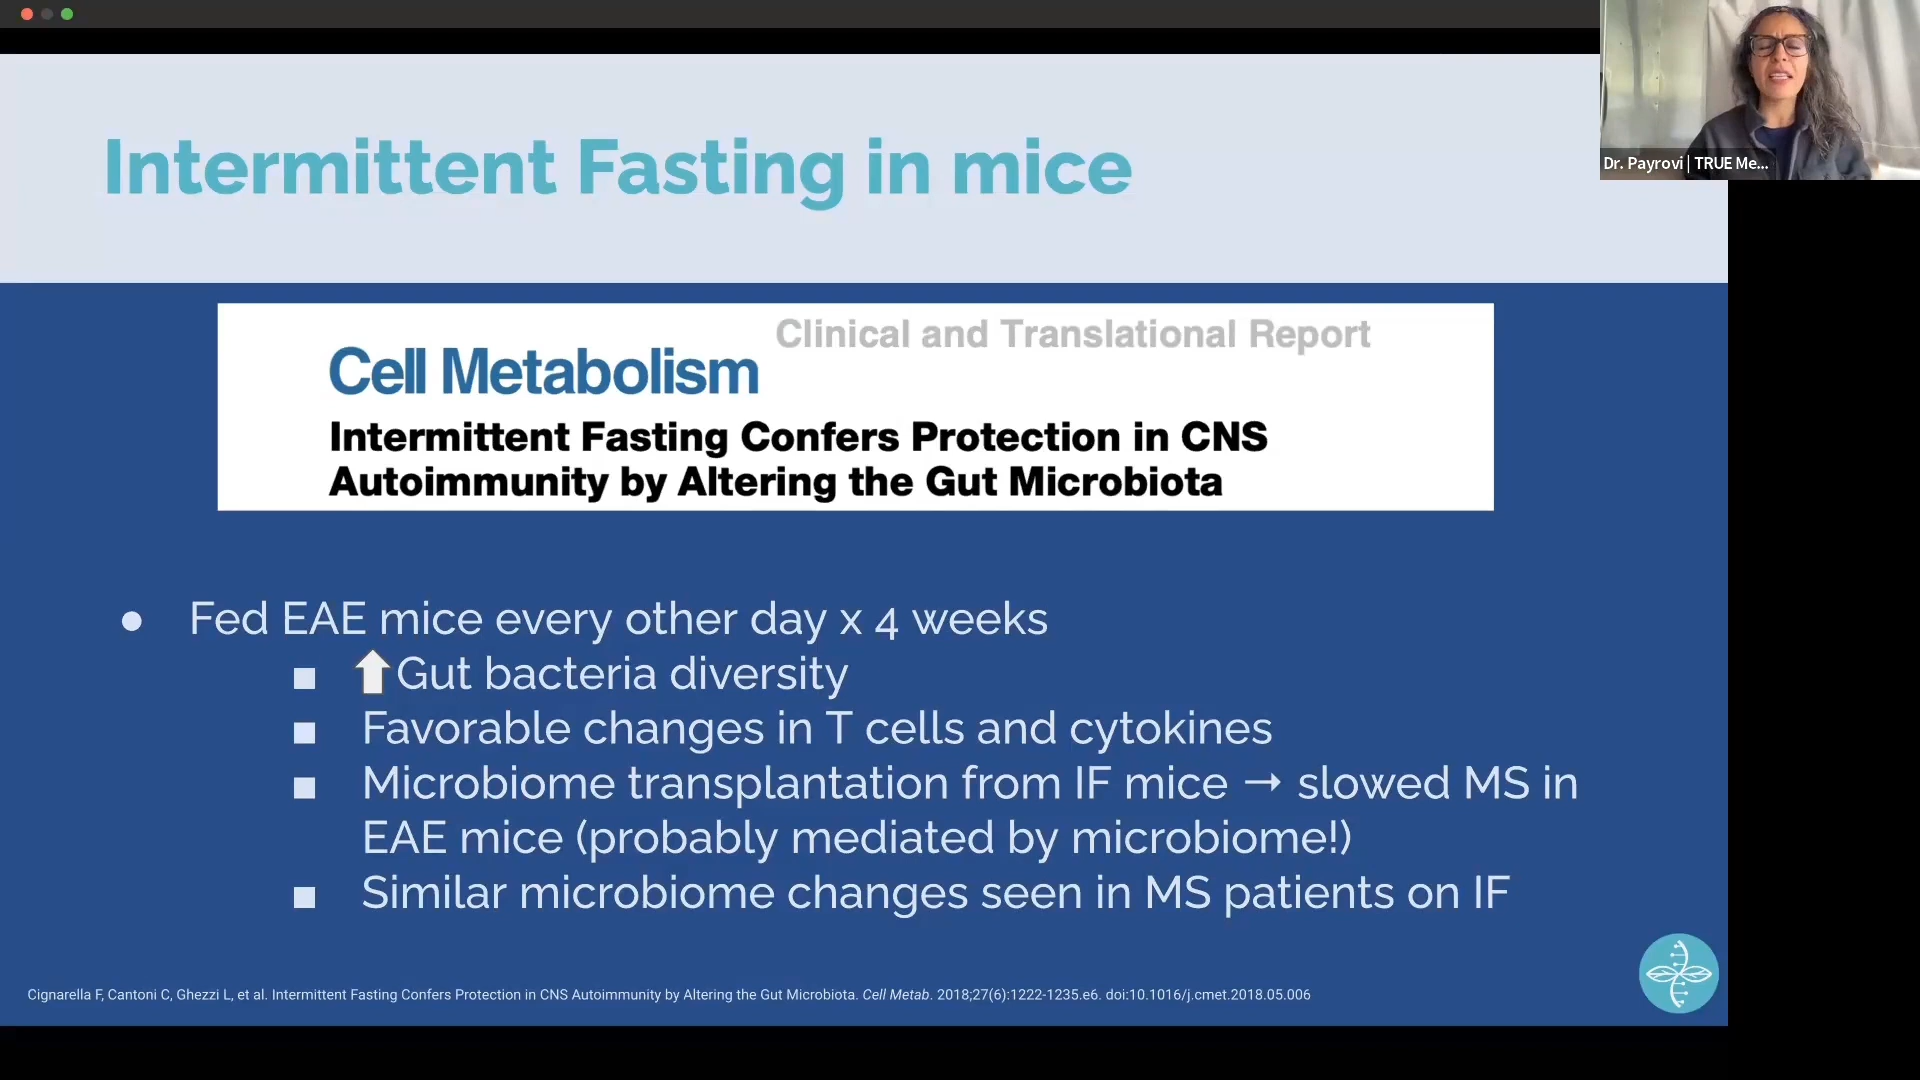 Dr. Payrovi | TRUE Me...
Intermittent Fasting in mice
Clinical and Translational Report
Cell Metabolism
Intermittent Fasting Confers Protection in CNS
Autoimmunity by Altering the Gut Microbiota
● Fed EAE mice every other day x 4 weeks
■ ⬆Gut bacteria diversity
■ Favorable changes in T cells and cytokines
■ Microbiome transplantation from IF mice → slowed MS in
EAE mice (probably mediated by microbiome!)
■ Similar microbiome changes seen in MS patients on IF
Cignarella F, Cantoni C, Ghezzi L, et al. Intermittent Fasting Confers Protection in CNS Autoimmunity by Altering the Gut Microbiota. Cell Metab. 2018;27(6):1222-1235.e6. doi:10.1016/j.cmet.2018.05.006